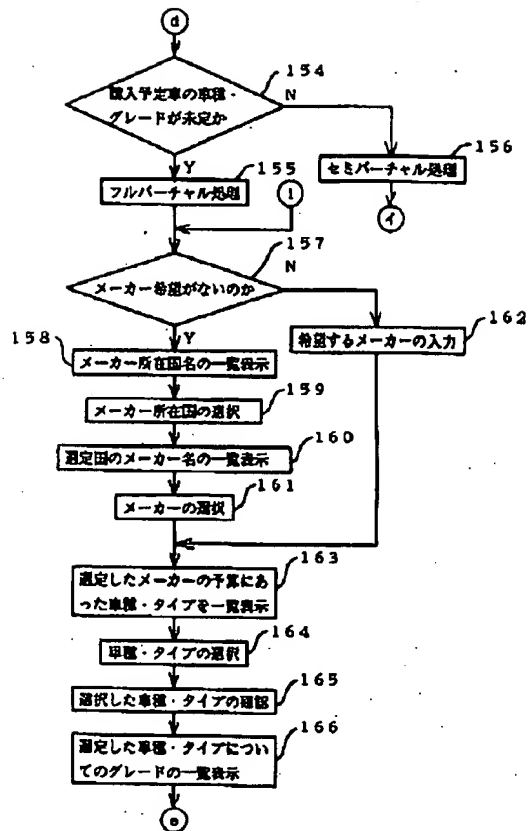 d
154
購入予定車の車種・
グレードが未定か
N
Y
155
フルバーチャル処理
156
セミバーチャル処理
イ
1
157
メーカー希望がないのか
N
Y
158
メーカー所在国名の一覧表示
162
希望するメーカーの入力
159
メーカー所在国の選択
160
選定国のメーカー名の一覧表示
161
メーカーの選択
163
選定したメーカーの予算にあ
った車種・タイプを一覧表示
164
車種・タイプの選択
165
選択した車種・タイプの確認
166
選定した車種・タイプについ
てのグレードの一覧表示
e